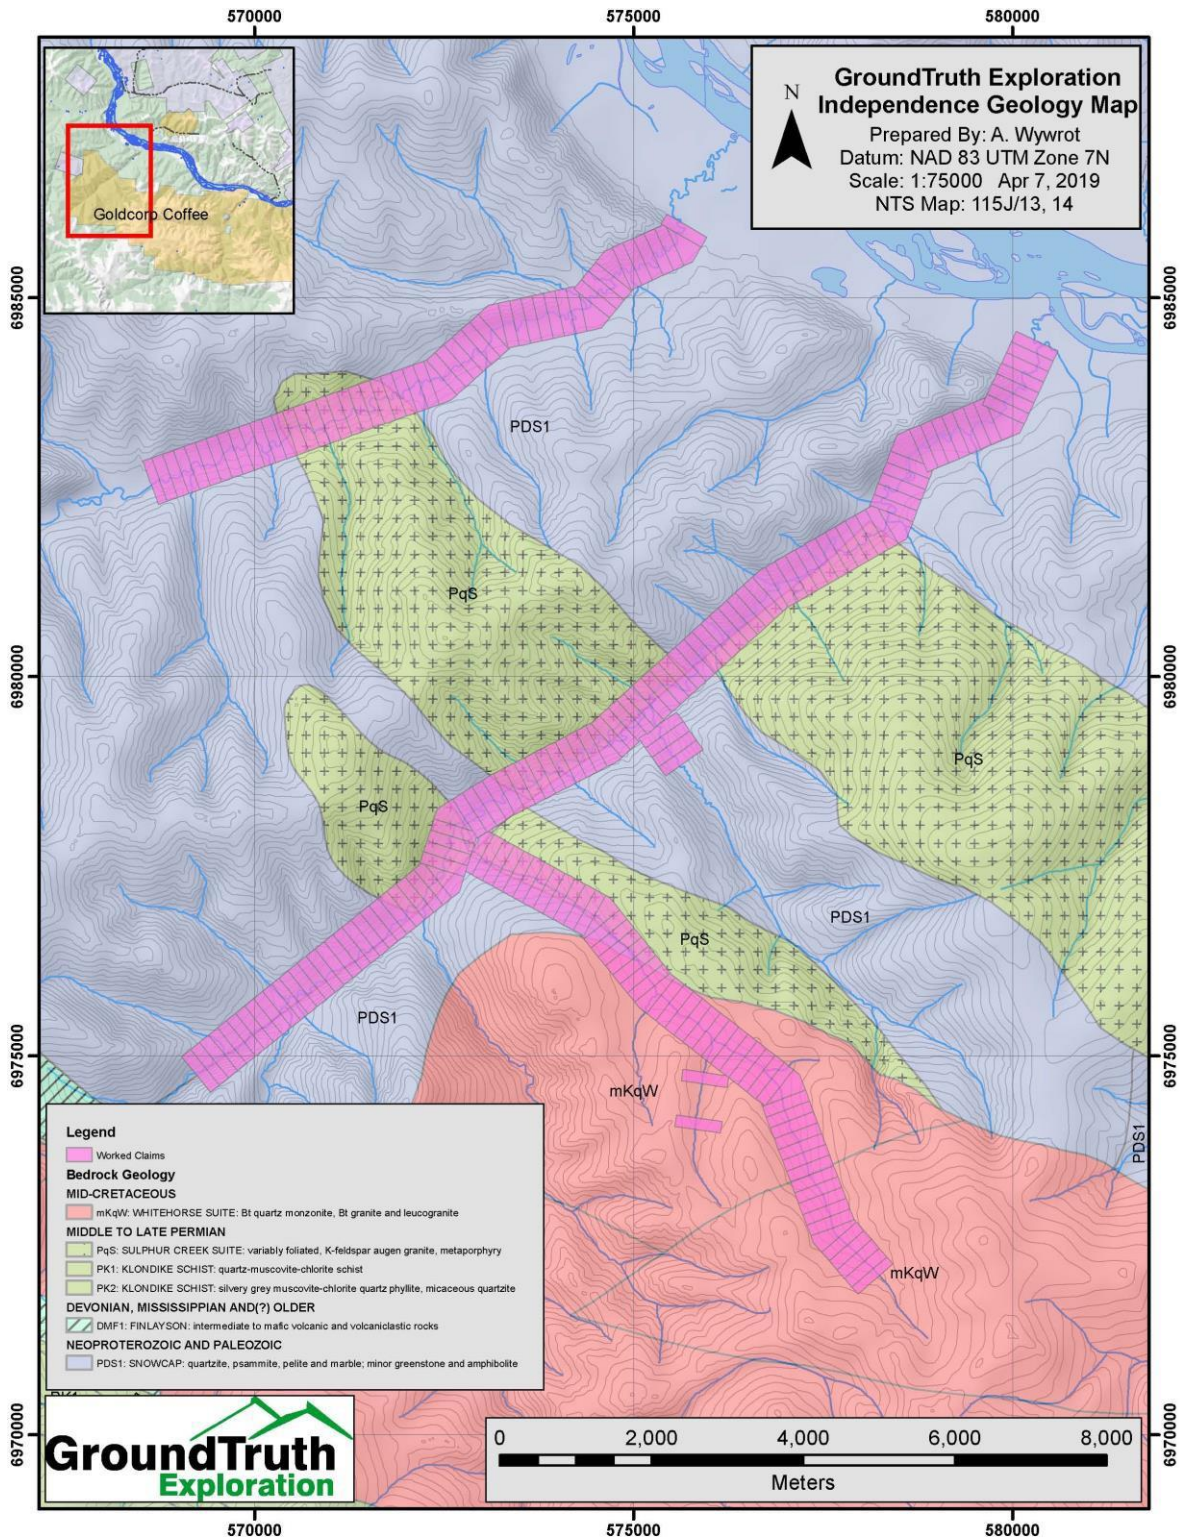 570000
575000
580000
Goldcorp Coffee
N
GroundTruth Exploration
Independence Geology Map
Prepared By: A. Wywrot
Datum: NAD 83 UTM Zone 7N
Scale: 1:75000 Apr 7, 2019
NTS Map: 115J/13, 14
6985000
6985000
PDS1
PqS
6980000
6980000
PqS
PqS
PDS1
PqS
PDS1
6975000
6975000
mKqW
PDS1
mKqW
Legend
Worked Claims
Bedrock Geology
MID-CRETACEOUS
mKqW: WHITEHORSE SUITE: Bt quartz monzonite, Bt granite and leucogranite
MIDDLE TO LATE PERMIAN
PqS: SULPHUR CREEK SUITE: variably foliated, K-feldspar augen granite, metaporphyry
PK1: KLONDIKE SCHIST: quartz-muscovite-chlorite schist
PK2: KLONDIKE SCHIST: silvery grey muscovite-chlorite quartz phyllite, micaceous quartzite
DEVONIAN, MISSISSIPPIAN AND(?) OLDER
DMF1: FINLAYSON: intermediate to mafic volcanic and volcaniclastic rocks
NEOPROTEROZOIC AND PALEOZOIC
PDS1: SNOWCAP: quartzite, psammite, pelite and marble; minor greenstone and amphibolite
GroundTruth
Exploration
0 2,000 4,000 6,000 8,000
Meters
6970000
6970000
570000
575000
580000